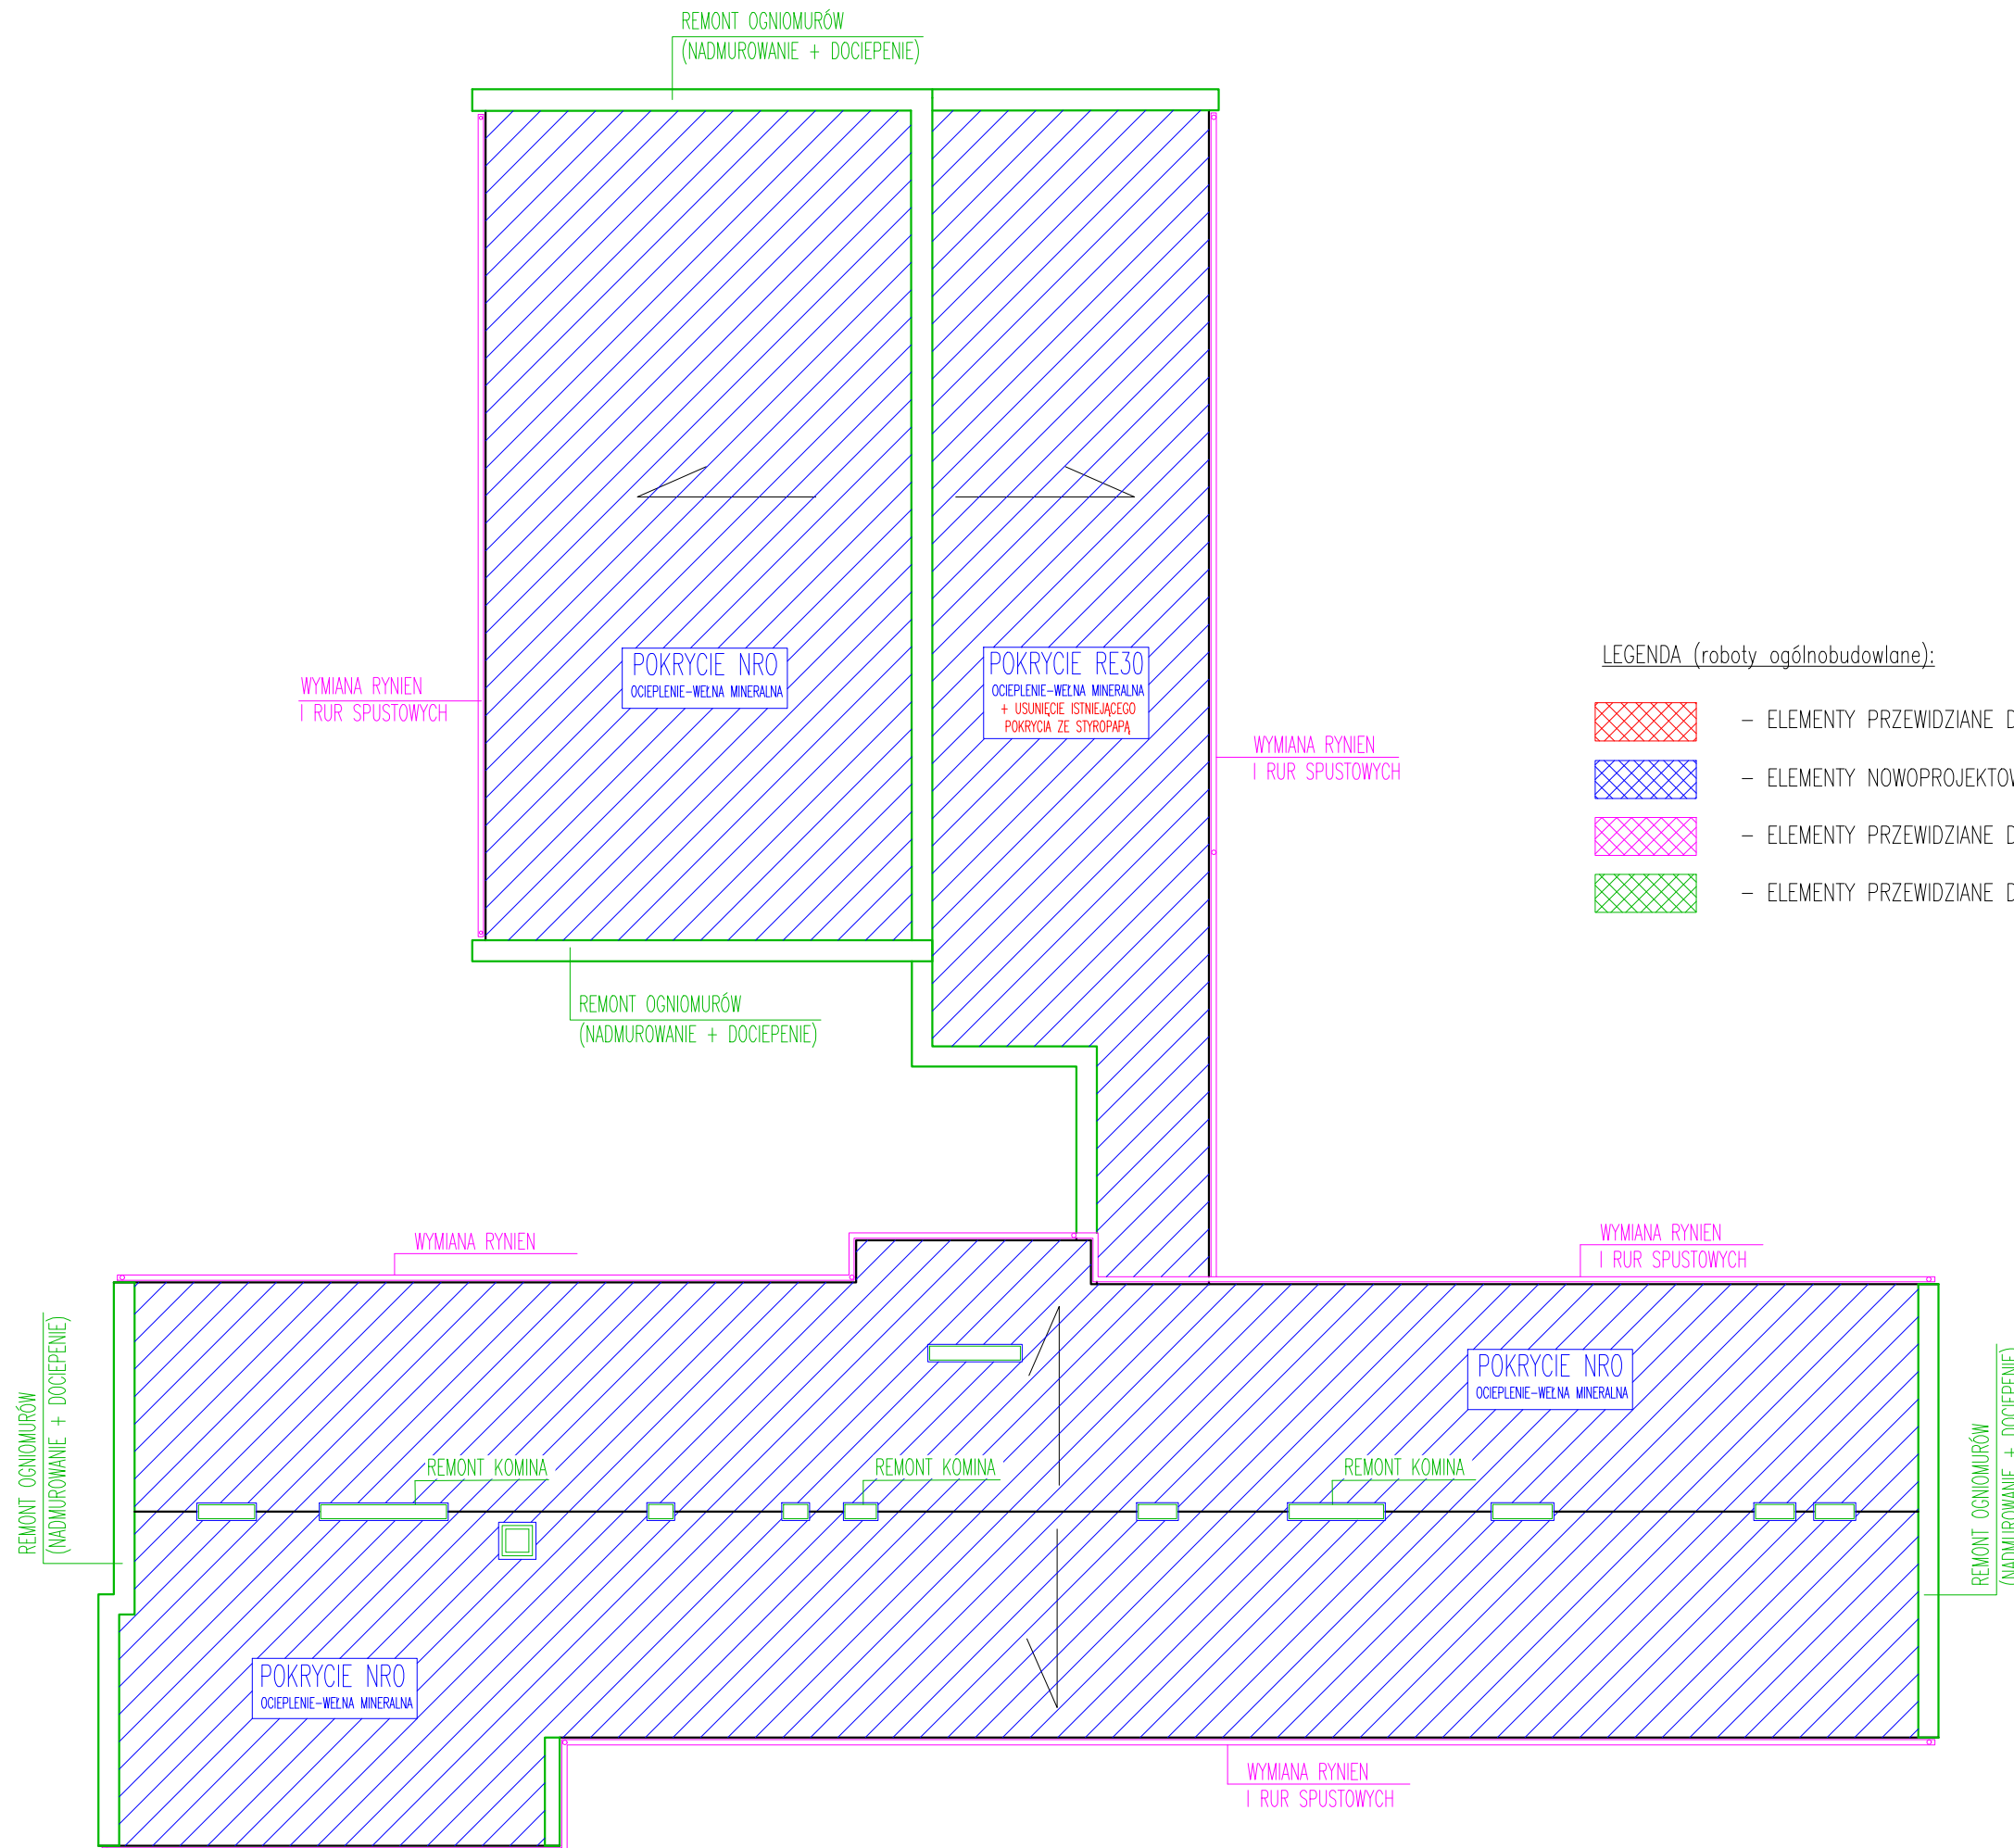 REMONT OGNIOMURÓW
(NADMUROWANIE + DOCIEPENIE)
POKRYCIE NRO
OCIEPLENIE-WEŁNA MINERALNA
POKRYCIE RE30
OCIEPLENIE-WEŁNA MINERALNA
+ USUNIĘCIE ISTNIEJĄCEGO
POKRYCIA ZE STYROPAPĄ
WYMIANA RYNIEN
I RUR SPUSTOWYCH
WYMIANA RYNIEN
I RUR SPUSTOWYCH
LEGENDA (roboty ogólnobudowlane):
- ELEMENTY PRZEWIDZIANE
- ELEMENTY
- ELEMENTY PRZEWIDZIANE
- ELEMENTY PRZEWIDZIANE
REMONT OGNIOMURÓW
(NADMUROWANIE + DOCIEPENIE)
WYMIANA RYNIEN
WYMIANA RYNIEN
I RUR SPUSTOWYCH
REMONT OGNIOMURÓW
(NADMUROWANIE + DOCIEPENIE)
POKRYCIE NRO
OCIEPLENIE-WEŁNA MINERALNA
REMONT KOMINA
REMONT KOMINA
REMONT KOMINA
REMONT OGNIOMURÓW
(NADMUROWANIE + DOCIEPENIE)
POKRYCIE NRO
OCIEPLENIE-WEŁNA MINERALNA
WYMIANA RYNIEN
I RUR SPUSTOWYCH